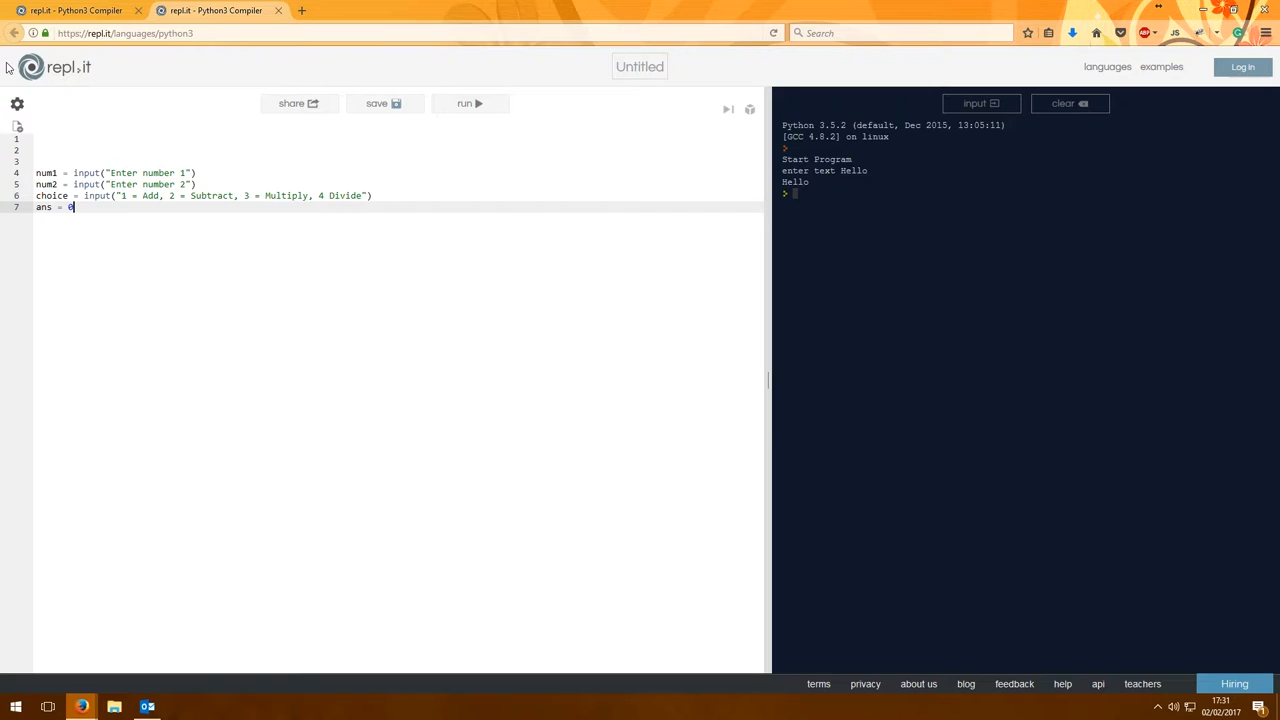 repl.it - Python3 Compiler
repl.it - Python3 Compiler
https://repl.it/languages/python3
Search
ABP
JS
repl.it
Untitled
languages
examples
Log In
share
save
run
input
clear
1
2
3
4 num1 = input("Enter number 1")
5 num2 = input("Enter number 2")
6 choice = input("1 = Add, 2 = Subtract, 3 = Multiply, 4 Divide")
7 ans = 0
Python 3.5.2 (default, Dec 2015, 13:05:11)
[GCC 4.8.2] on linux
Start Program
enter text Hello
Hello
terms
privacy
about us
blog
feedback
help
api
teachers
Hiring
17:31
02/02/2017